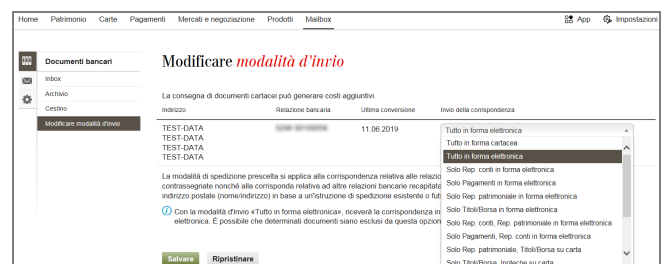 Home Patrimonio Carte Pagamenti Mercati e negoziazione Prodotti Mailbox App Impostazioni
Documenti bancari
Inbox
Archivio
Cestino
Modificare modalità d'invio
Modificare modalità d'invio
La consegna di documenti cartacei può generare costi aggiuntivi.
Indirizzo Relazione bancaria Ultima conversione Invio della corrispondenza
TEST-DATA 11.06.2019 Tutto in forma elettronica
TEST-DATA
TEST-DATA
TEST-DATA
Tutto in forma cartacea
Tutto in forma elettronica
Solo Rep. conti in forma elettronica
Solo Pagamenti in forma elettronica
Solo Rep. patrimoniale in forma elettronica
Solo Titoli/Borsa in forma elettronica
Solo Rep. conti, Rep. patrimoniale in forma elettronica
Solo Pagamenti, Rep. conti in forma elettronica
Solo Rep. patrimoniale, Titoli/Borsa su carta
Solo Titoli/Borsa, Ipoteche su carta
La modalità di spedizione prescelta si applica alla corrispondenza relativa alle relazio
contrassegnate nonché alla corrisponda relativa ad altre relazioni bancarie recapitata
indirizzo postale (nome/indirizzo) in base a un'istruzione di spedizione esistente o futu
Con la modalità d'invio «Tutto in forma elettronica», riceverà la corrispondenza in
elettronica. È possibile che determinati documenti siano esclusi da questa opzion
Salvare Ripristinare